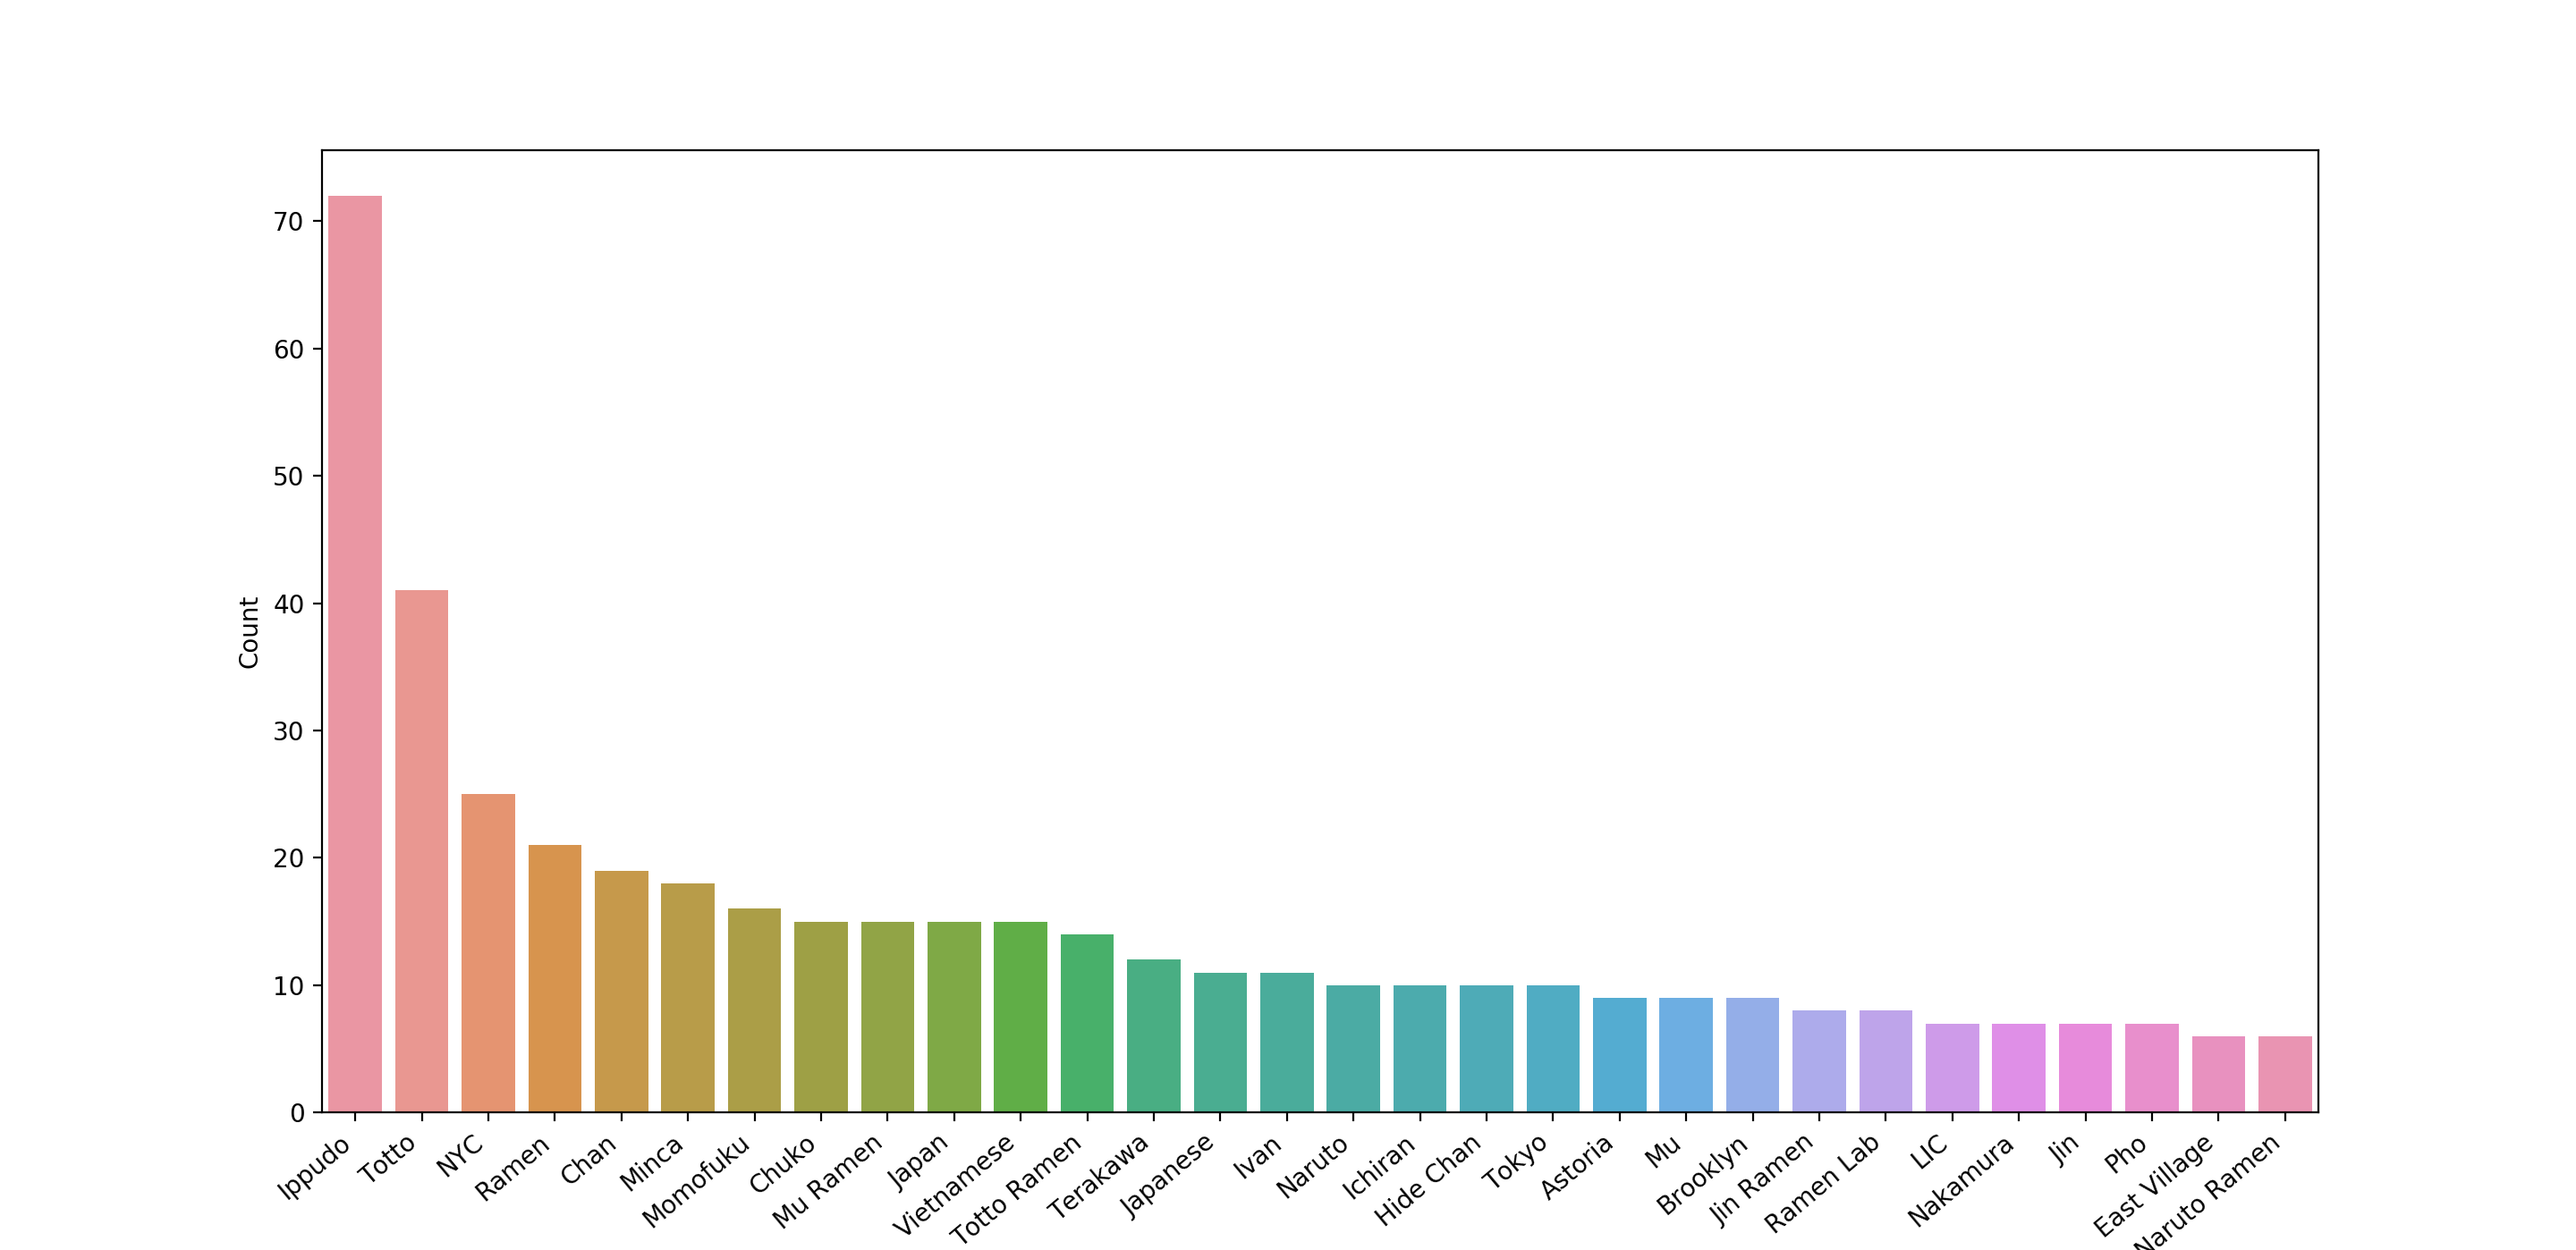 70
60
50
40
30
20
10
0
Count
Ippudo
Totto
NYC
Ramen
Chan
Minca
Momofuku
Chuko
Mu Ramen
Japan
Vietnamese
Totto Ramen
Terakawa
Japanese
Ivan
Naruto
Ichiran
Hide Chan
Tokyo
Astoria
Mu
Brooklyn
Jin Ramen
Ramen Lab
LIC
Nakamura
Jin
Pho
East Village
Naruto Ramen